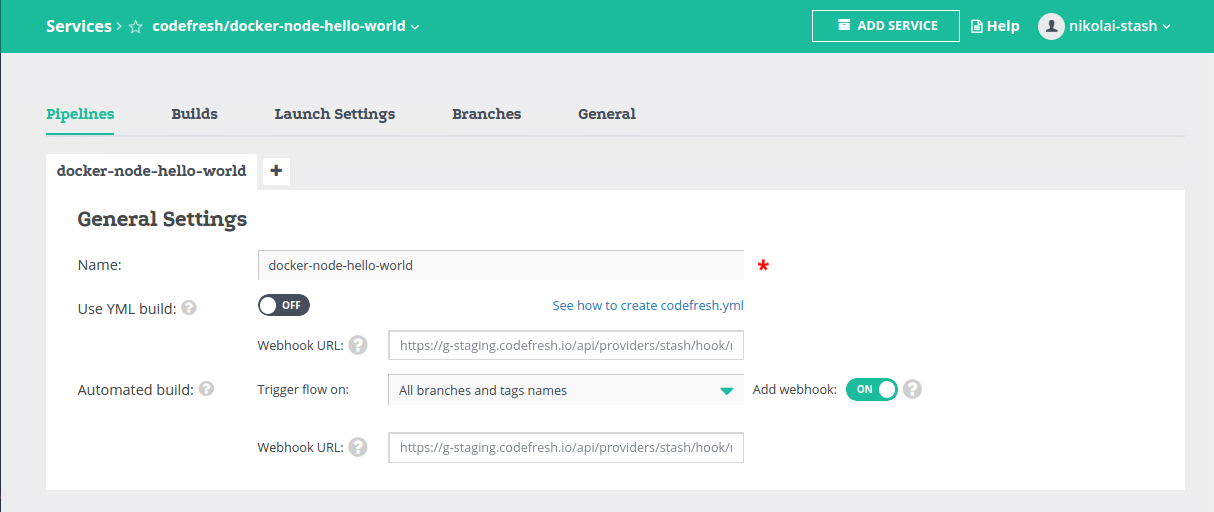 Services > codefresh/docker-node-hello-world ADD SERVICE Help nikolai-stash
Pipelines Builds Launch Settings Branches General
docker-node-hello-world +
General Settings
Name: docker-node-hello-world *
Use YML build: ? OFF See how to create codefresh.yml
Webhook URL: ? https://g-staging.codefresh.io/api/providers/stash/hook/
Automated build: ? Trigger flow on: All branches and tags names Add webhook: ON ?
Webhook URL: ? https://g-staging.codefresh.io/api/providers/stash/hook/